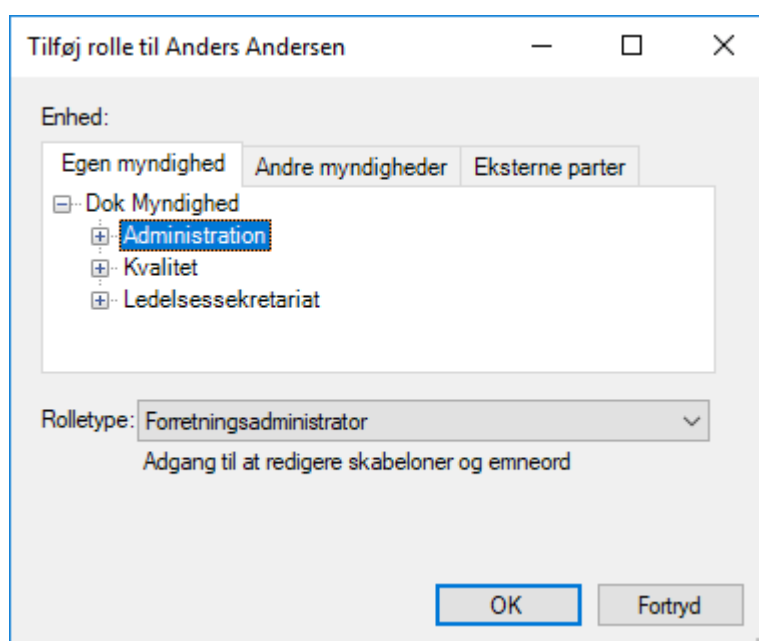 Tilføj rolle til Anders Andersen
Enhed:
Egen myndighed Andre myndigheder Eksterne parter
Dok Myndighed
Administration
Kvalitet
Ledelsessekretariat
Rolletype: Forretningsadministrator
Adgang til at redigere skabeloner og emneord
OK Fortryd